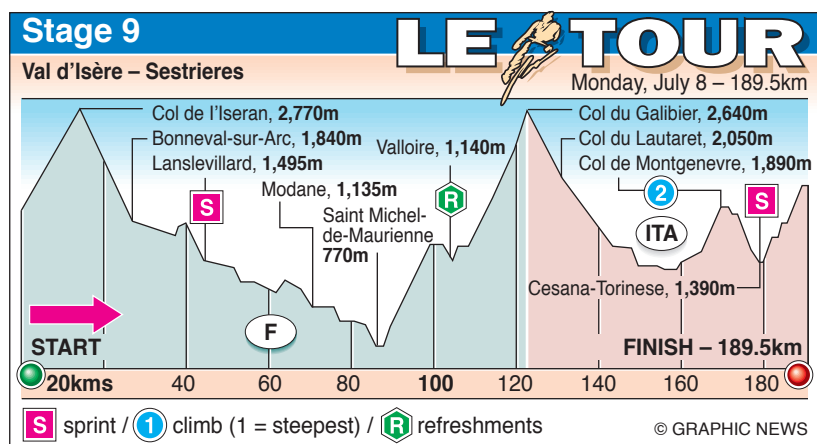 Stage 9
LE TOUR
Val d’Isère – Sestrieres
Monday, July 8 – 189.5km
Col de l’Iseran, 2,770m
Bonneval-sur-Arc, 1,840m
Lanslevillard, 1,495m
S
Modane, 1,135m
Saint Michel-
de-Maurienne
770m
Valloire, 1,140m
R
Col du Galibier, 2,640m
Col du Lautaret, 2,050m
Col de Montgenevre, 1,890m
2
S
ITA
Cesana-Torinese, 1,390m
F
START
FINISH – 189.5km
20kms
40
60
80
100
120
140
160
180
S sprint / 1 climb (1 = steepest) / R refreshments
© GRAPHIC NEWS